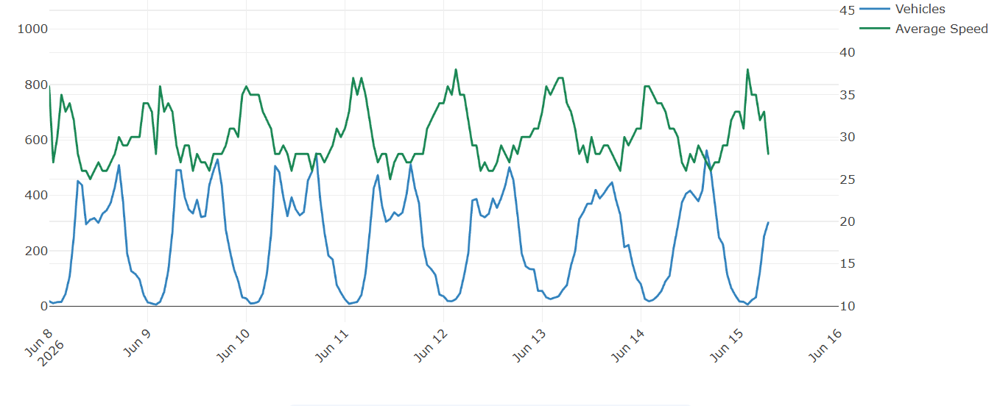 1000
800
600
400
200
0
45
40
35
30
25
20
15
10
Vehicles
Average Speed
Jun 8
2026
Jun 9
Jun 10
Jun 11
Jun 12
Jun 13
Jun 14
Jun 15
Jun 16